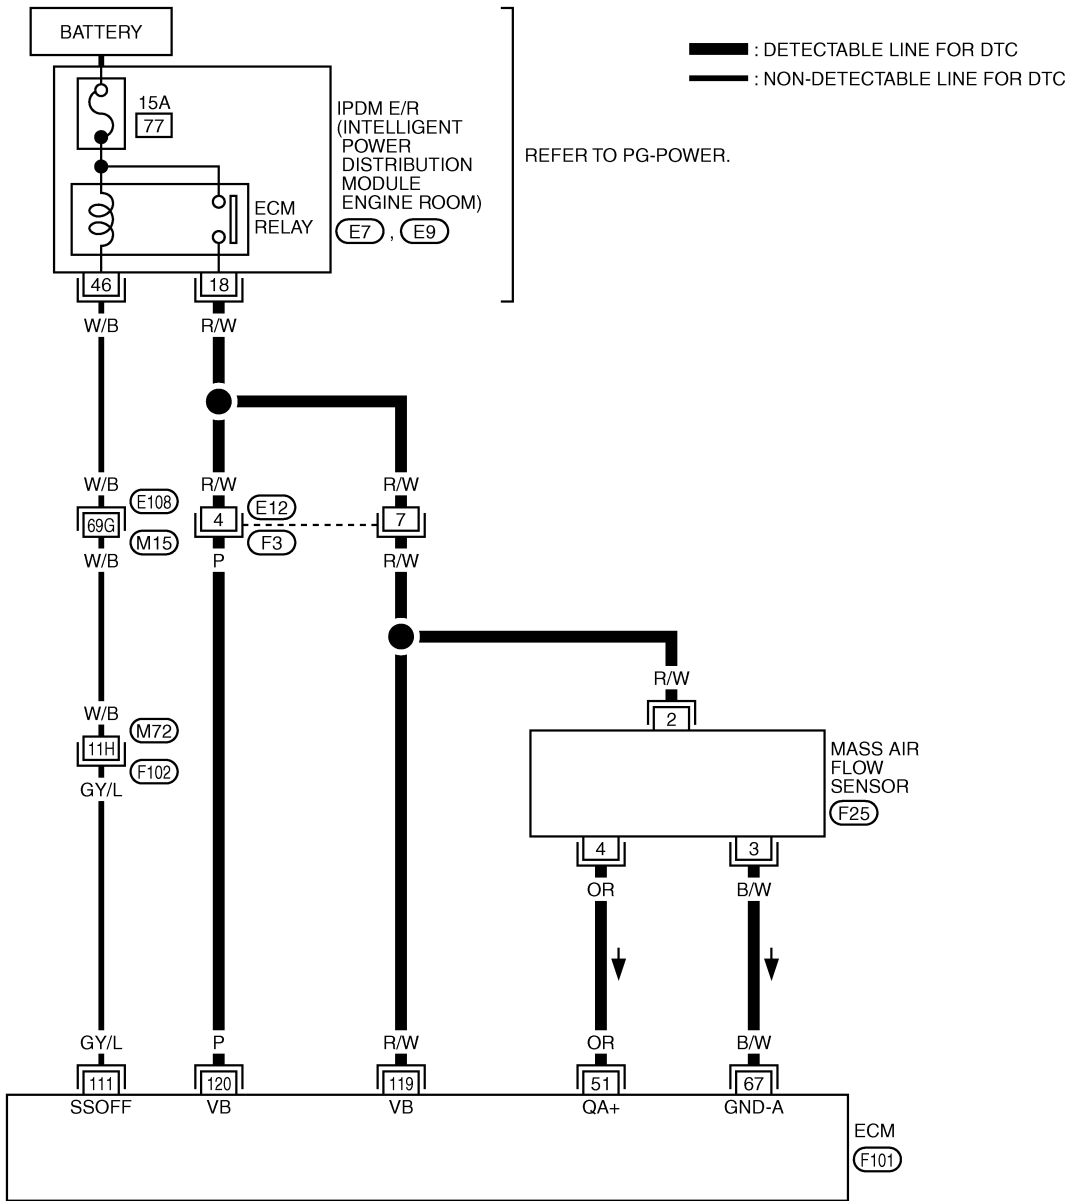 BATTERY
: DETECTABLE LINE FOR DTC
: NON-DETECTABLE LINE FOR DTC
15A
77
IPDM E/R
(INTELLIGENT
POWER
DISTRIBUTION
MODULE
ENGINE ROOM)
E7 , E9
REFER TO PG-POWER.
ECM
RELAY
46
18
W/B
R/W
W/B
R/W
R/W
E108
69G
M15
4
E12
F3
7
W/B
P
R/W
R/W
2
W/B
M72
11H
F102
GY/L
MASS AIR
FLOW
SENSOR
F25
4
3
OR
B/W
GY/L
P
R/W
OR
B/W
111
120
119
51
67
SSOFF
VB
VB
QA+
GND-A
ECM
F101